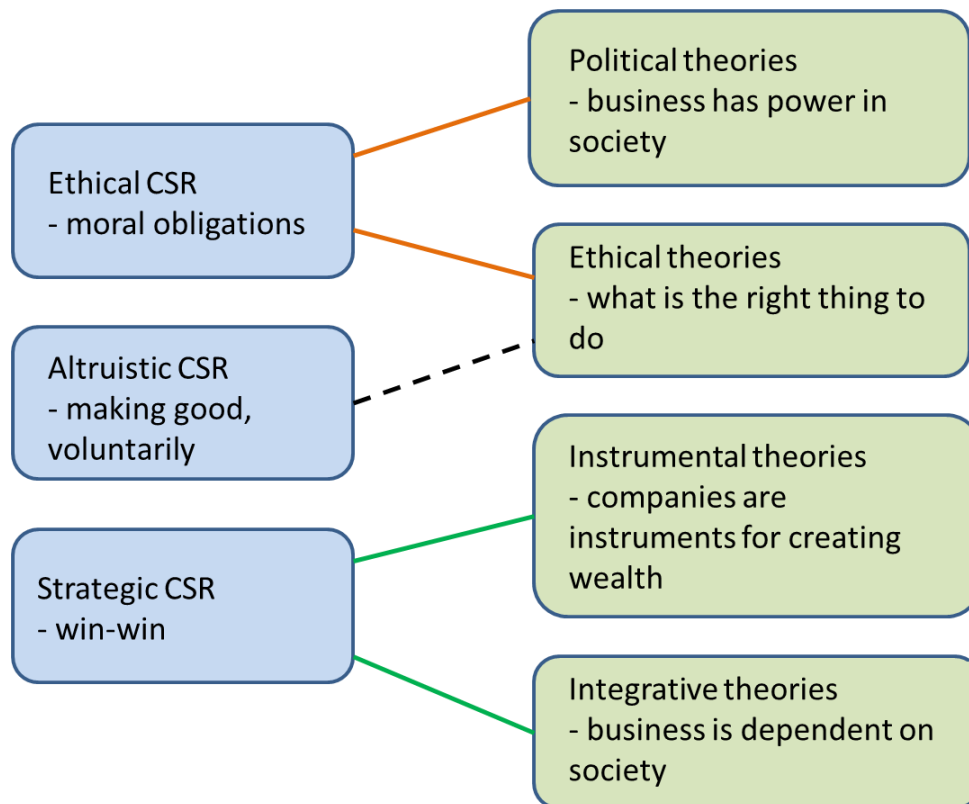 Ethical CSR
- moral obligations
Altruistic CSR
- making good,
voluntarily
Strategic CSR
- win-win
Political theories
- business has power in
society
Ethical theories
- what is the right thing to
do
Instrumental theories
- companies are
instruments for creating
wealth
Integrative theories
- business is dependent on
society